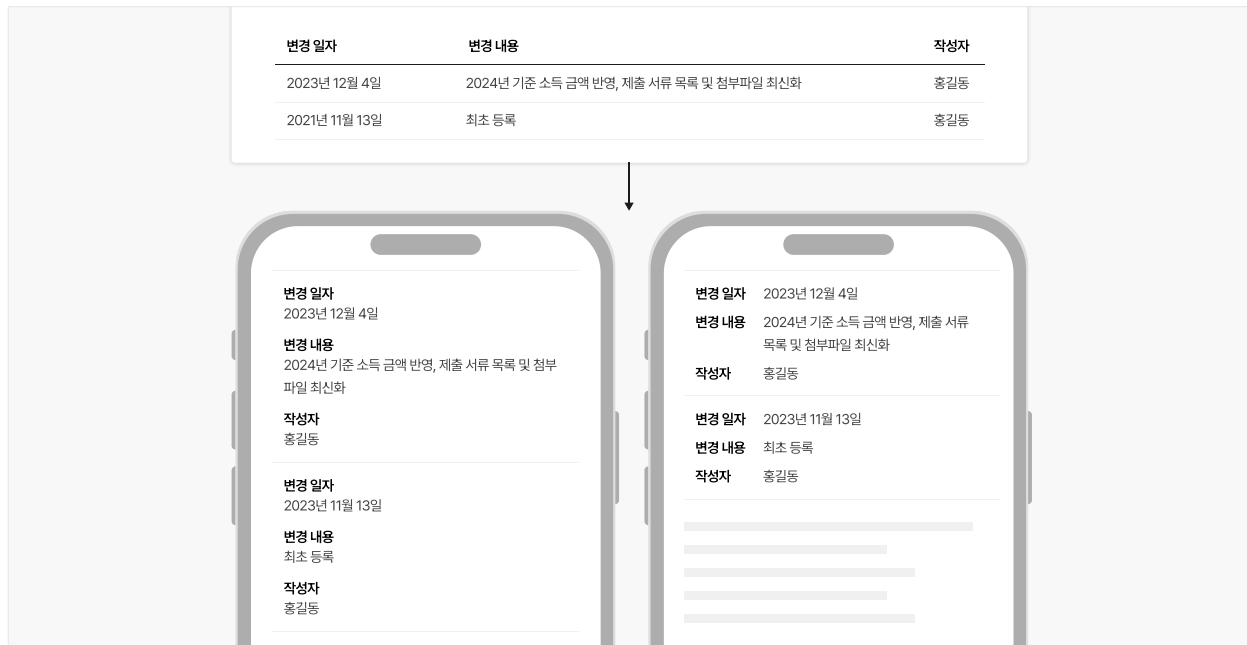 변경 일자 변경 내용 작성자
2023년 12월 4일 2024년 기준 소득 금액 반영, 제출 서류 목록 및 첨부파일 최신화 홍길동
2021년 11월 13일 최초 등록 홍길동
변경 일자
2023년 12월 4일
변경 내용
2024년 기준 소득 금액 반영, 제출 서류 목록 및 첨부
파일 최신화
작성자
홍길동
변경 일자
2023년 11월 13일
변경 내용
최초 등록
작성자
홍길동
변경 일자 2023년 12월 4일
변경 내용 2024년 기준 소득 금액 반영, 제출 서류
목록 및 첨부파일 최신화
작성자 홍길동
변경 일자 2023년 11월 13일
변경 내용 최초 등록
작성자 홍길동